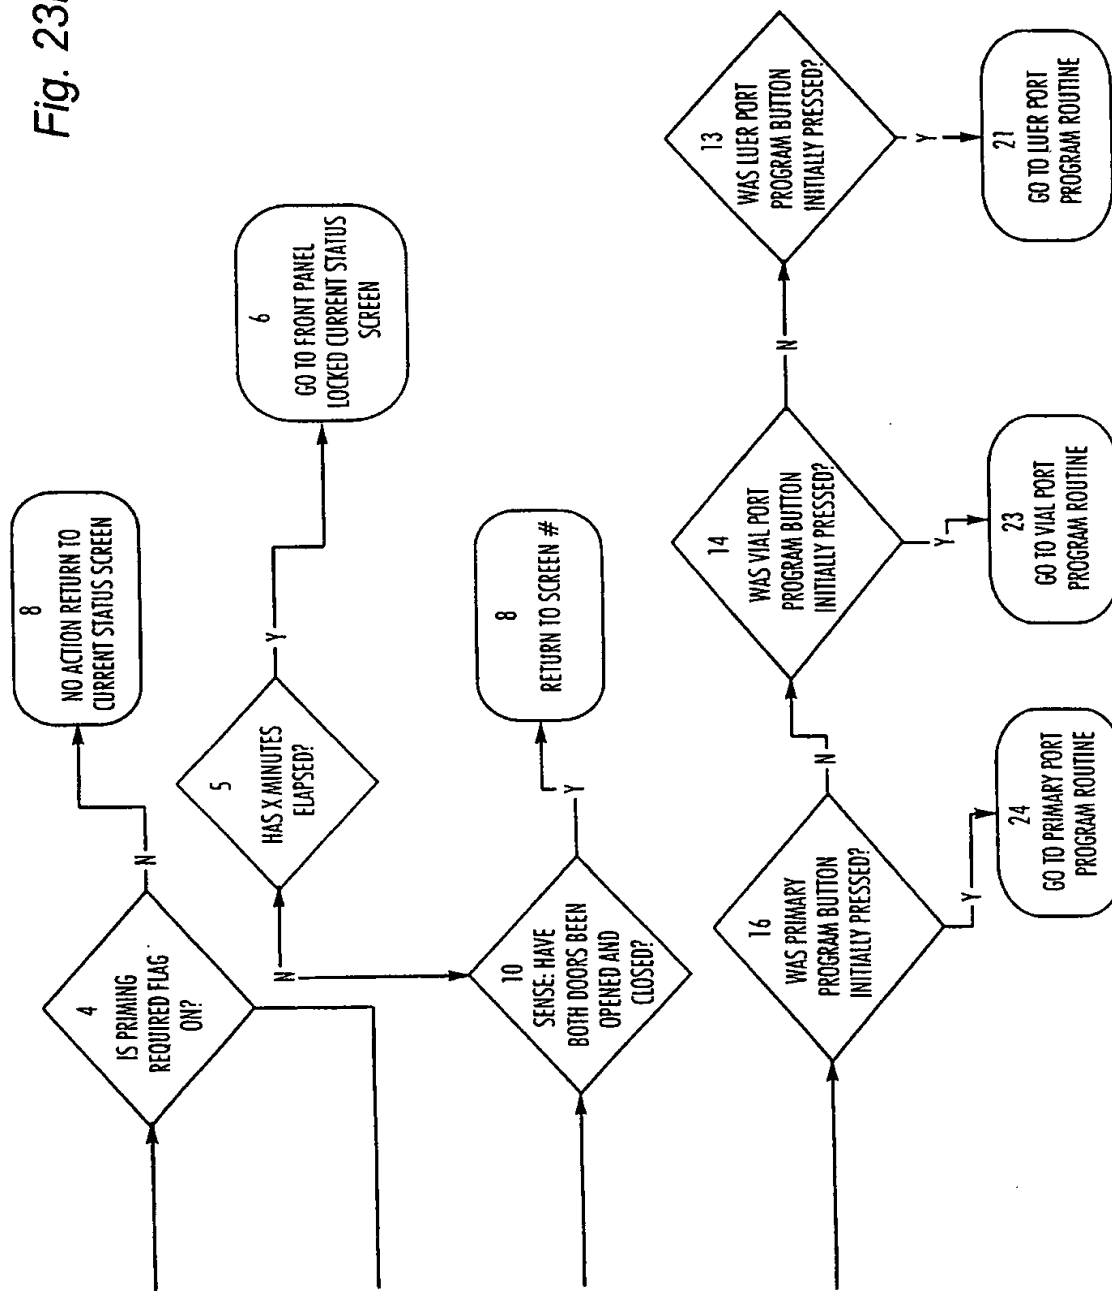 Fig. 23
4
IS PRIMING
REQUIRED FLAG
ON?
N
8
NO ACTION RETURN TO
CURRENT STATUS SCREEN
5
HAS X MINUTES
ELAPSED?
N
Y
6
GO TO FRONT PANEL
LOCKED CURRENT STATUS
SCREEN
10
SENSE: HAVE
BOTH DOORS BEEN
OPENED AND
CLOSED?
Y
8
RETURN TO SCREEN #
16
WAS PRIMARY
PROGRAM BUTTON
INITIALLY PRESSED?
N
Y
24
GO TO PRIMARY PORT
PROGRAM ROUTINE
14
WAS VIAL PORT
PROGRAM BUTTON
INITIALLY PRESSED?
N
Y
23
GO TO VIAL PORT
PROGRAM ROUTINE
13
WAS LUER PORT
PROGRAM BUTTON
INITIALLY PRESSED?
Y
21
GO TO LUER PORT
PROGRAM ROUTINE